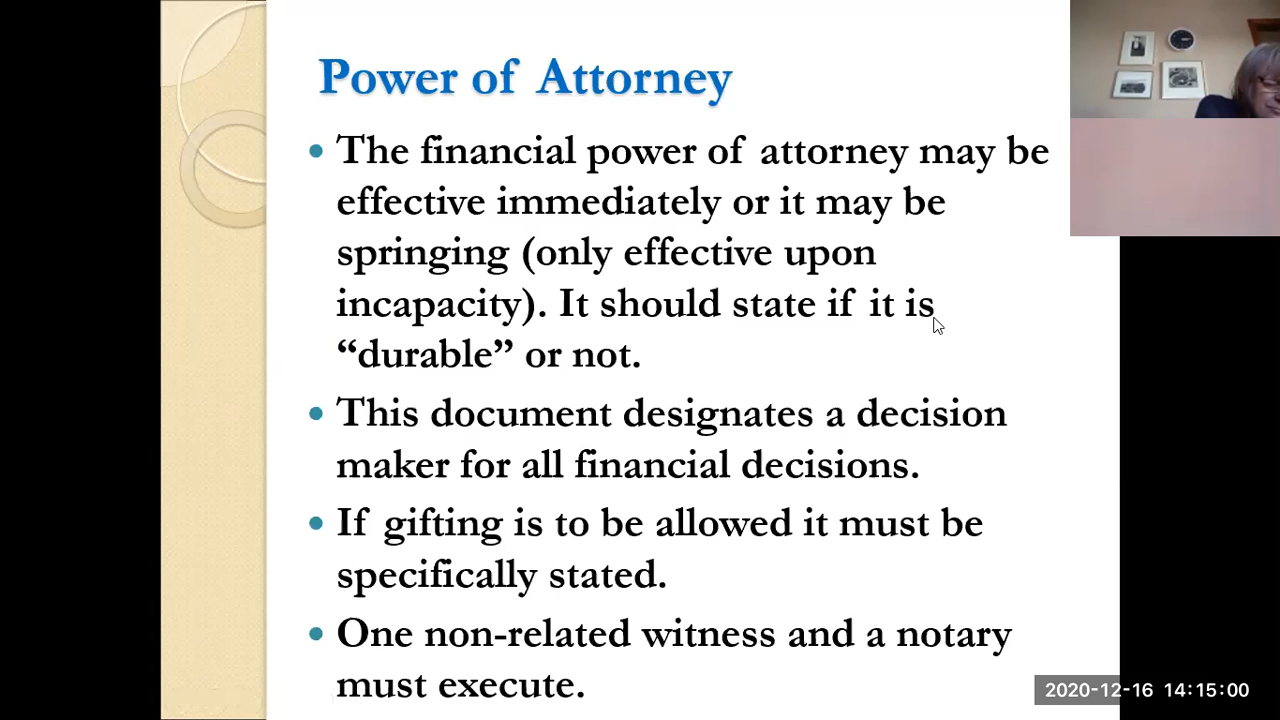 Power of Attorney
• The financial power of attorney may be
effective immediately or it may be
springing (only effective upon
incapacity). It should state if it is
“durable” or not.
• This document designates a decision
maker for all financial decisions.
• If gifting is to be allowed it must be
specifically stated.
• One non-related witness and a notary
must execute.
2020-12-16 14:15:00